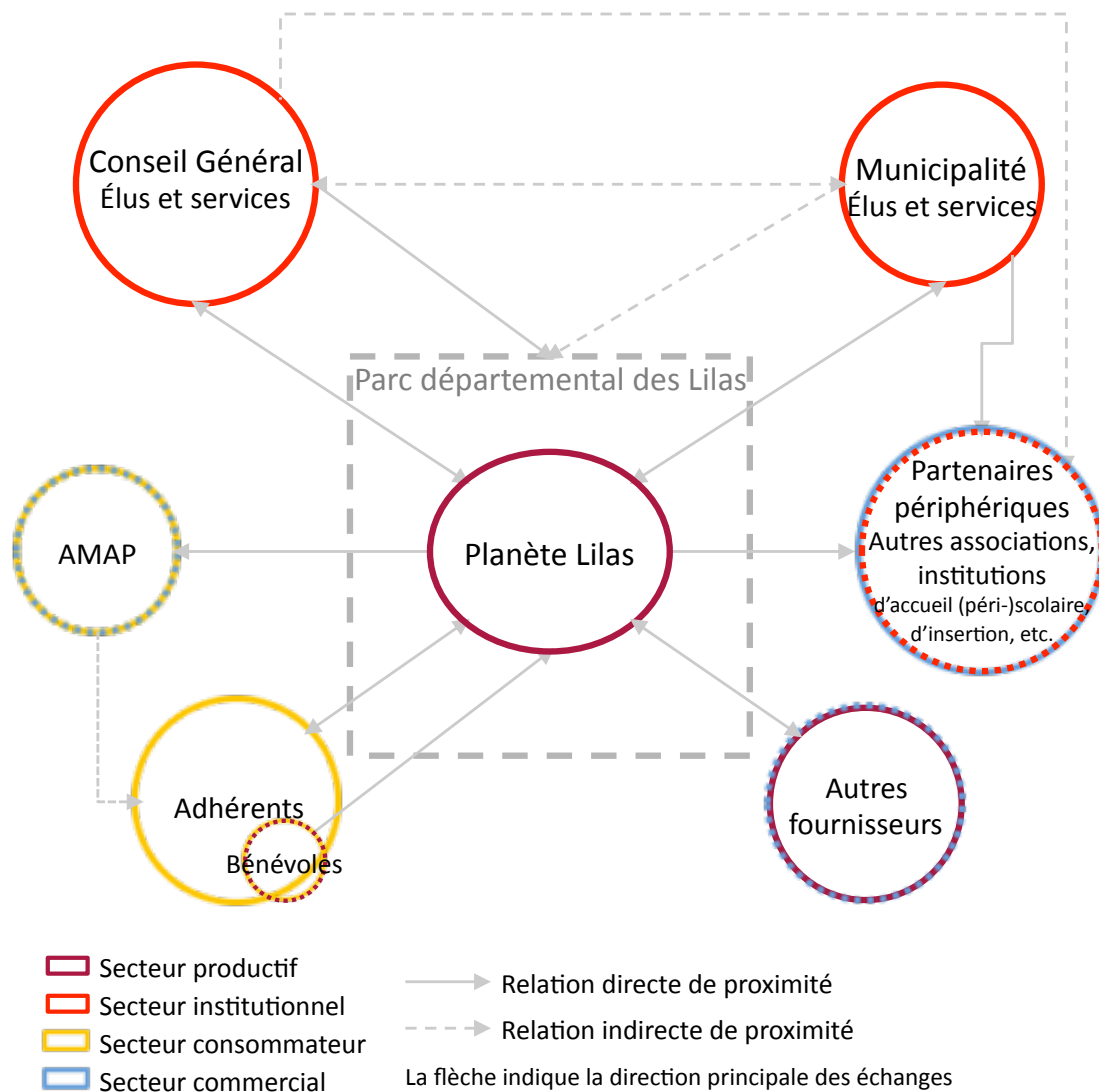 Conseil Général
Élus et services
Municipalité
Élus et services
Parc départemental des Lilas
Partenaires
périphériques
Autres associations,
institutions
d'accueil (péri-)scolaire,
d'insertion, etc.
AMAP
Planète Lilas
Adhérents
Bénévoles
Autres
fournisseurs
Secteur productif
Secteur institutionnel
Secteur consommateur
Secteur commercial
Relation directe de proximité
Relation indirecte de proximité
La flèche indique la direction principale des échanges